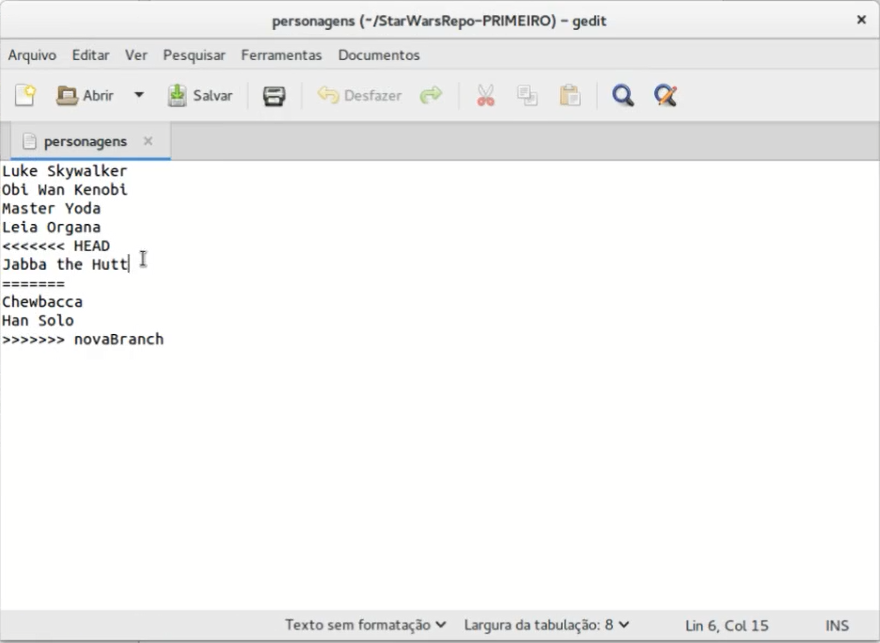 personagens (~/StarWarsRepo-PRIMEIRO) – gedit
Arquivo Editar Ver Pesquisar Ferramentas Documentos
Abrir Salvar Desfazer
personagens
Luke Skywalker
Obi Wan Kenobi
Master Yoda
Leia Organa
<<<<<<< HEAD
Jabba the Hutt
=======
Chewbacca
Han Solo
>>>>>>> novaBranch
Texto sem formatação Largura da tabulação: 8 Lin 6, Col 15 INS